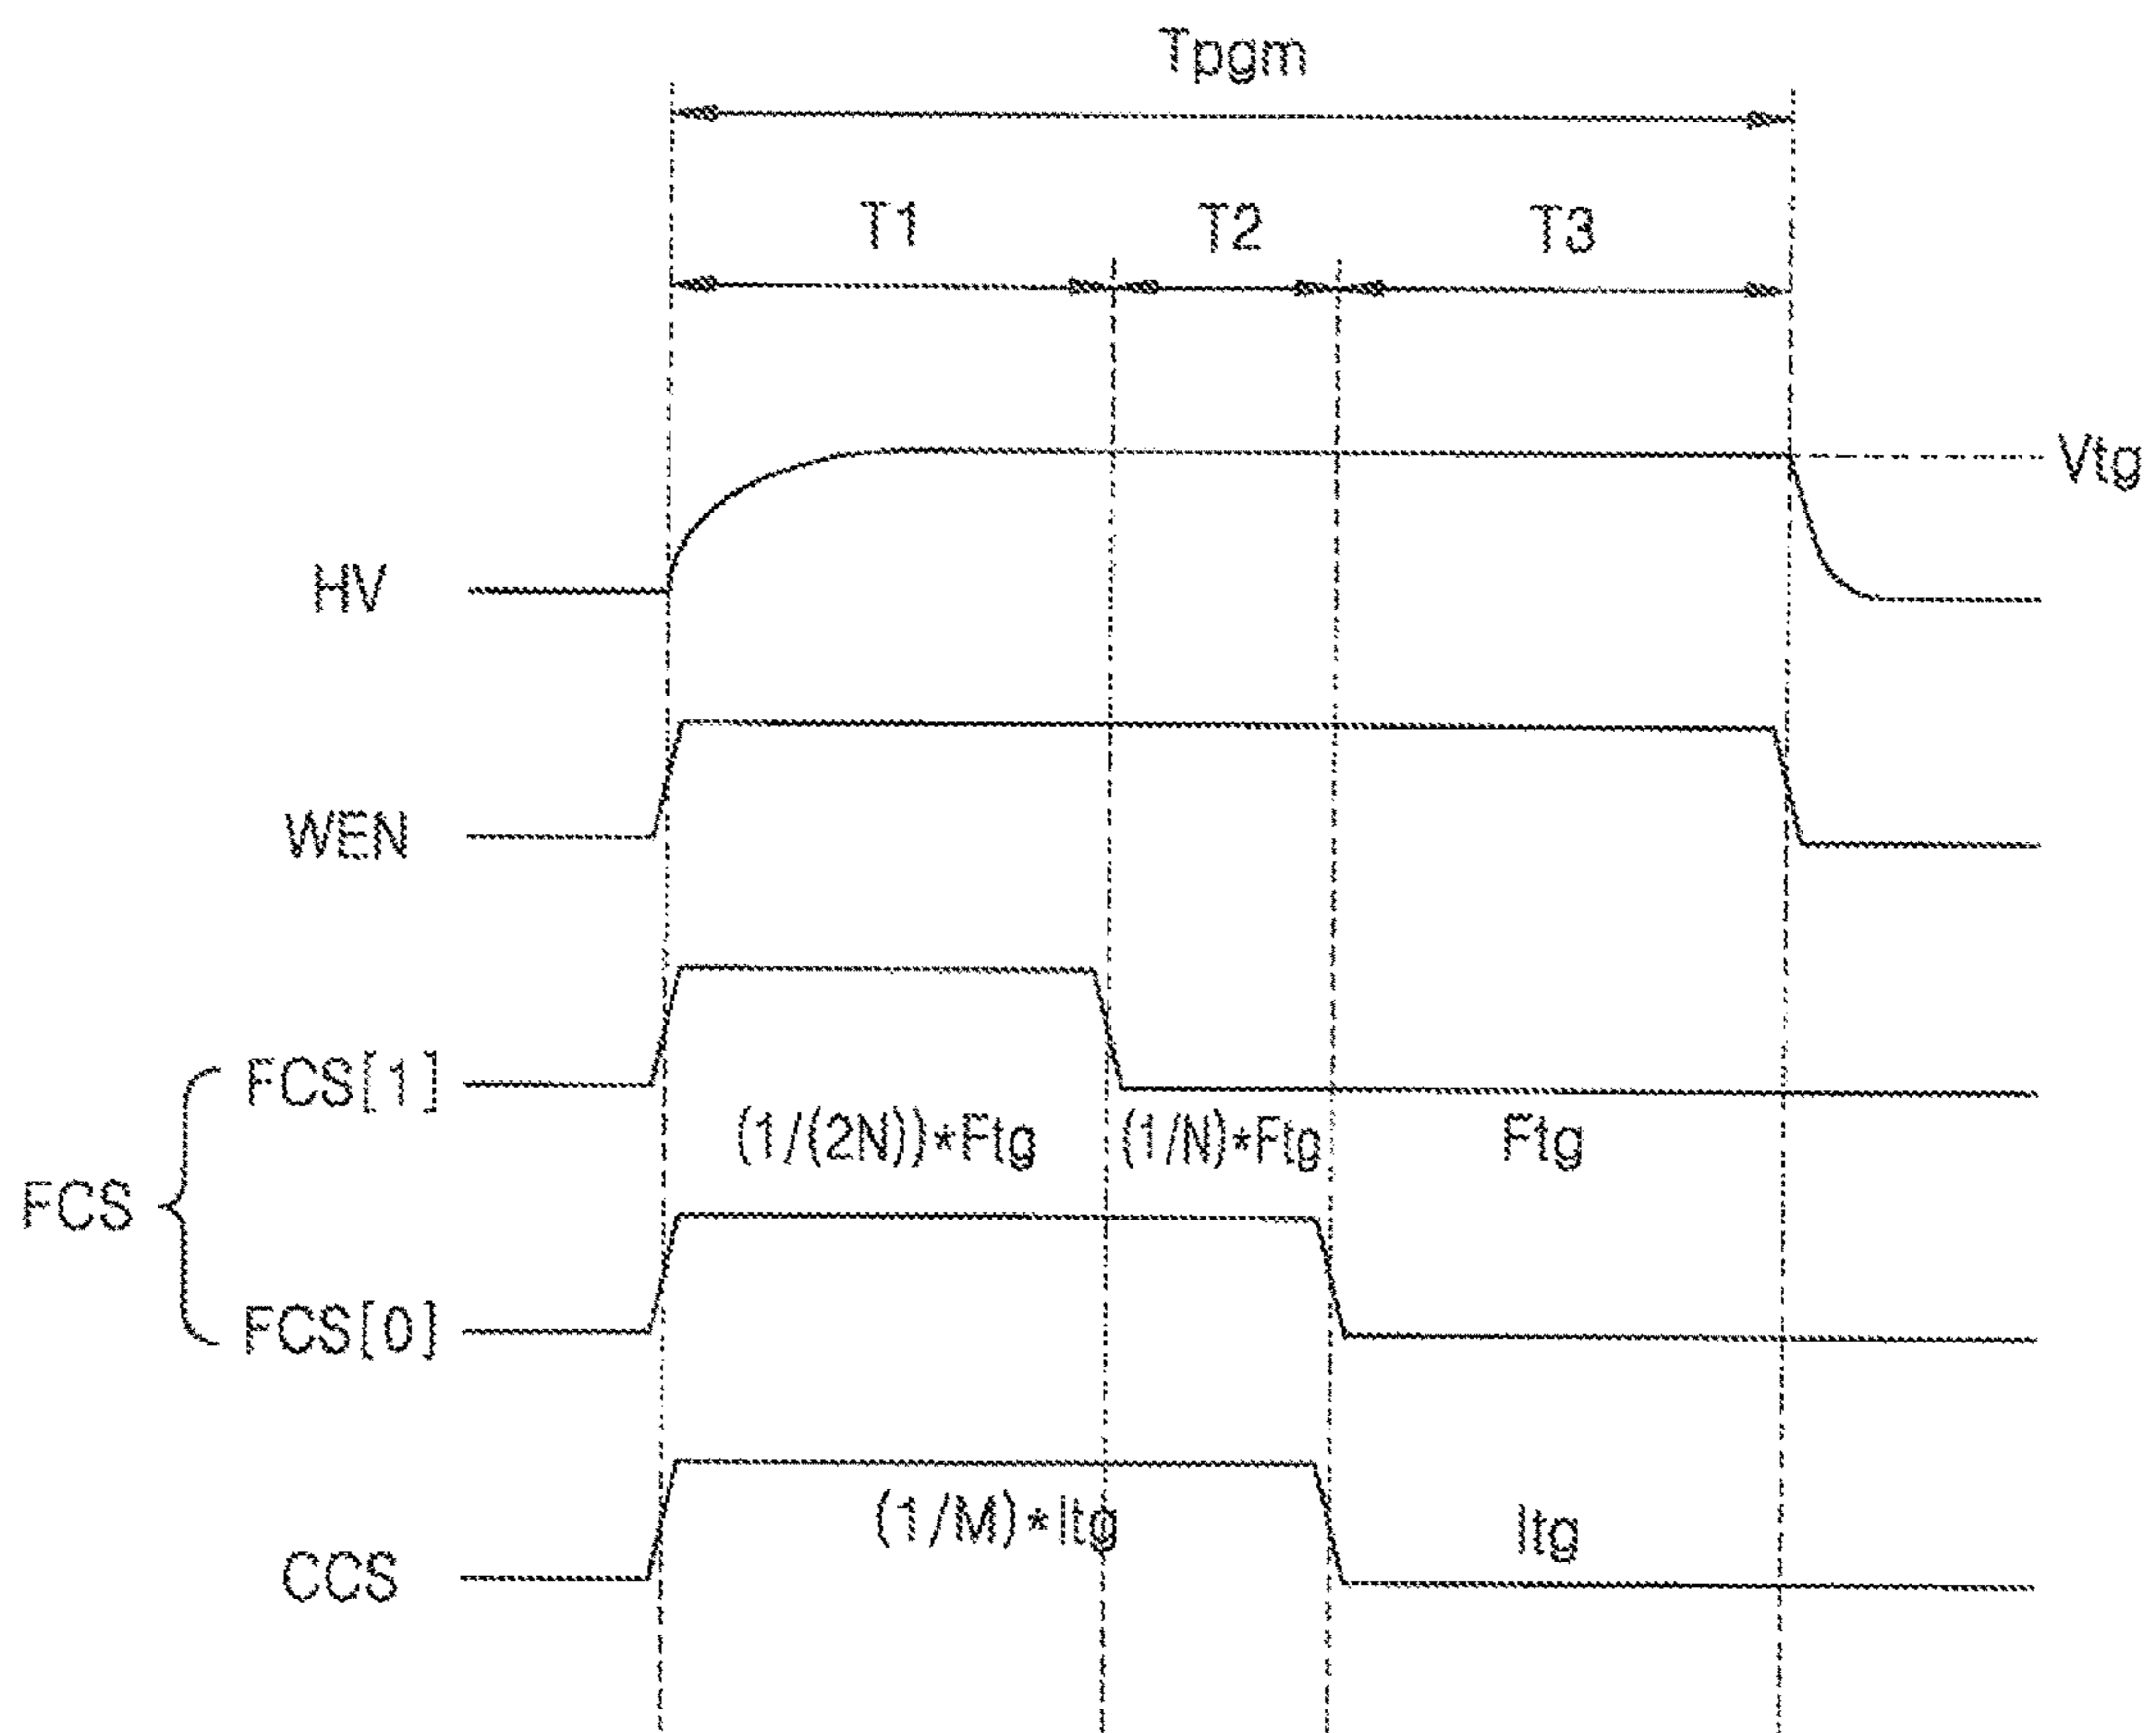 Tpgm
T1 T2 T3
Vtg
HV
WEN
FCS[1]
(1/(2N))*Ftg (1/N)*Ftg Ftg
FCS
FCS[0]
(1/M)*Itg Itg
CCS